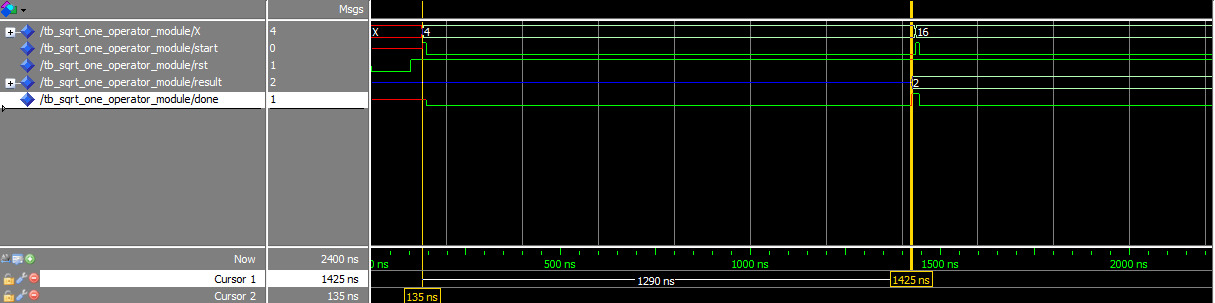 Msgs
/tb_sqrt_one_operator_module/X 4 X 4 16
/tb_sqrt_one_operator_module/start 0
/tb_sqrt_one_operator_module/rst 1
/tb_sqrt_one_operator_module/result 2 2
/tb_sqrt_one_operator_module/done 1
Now 2400 ns 0 ns 500 ns 1000 ns 1500 ns 2000 ns
Cursor 1 1425 ns 1290 ns 1425 ns
Cursor 2 135 ns 135 ns